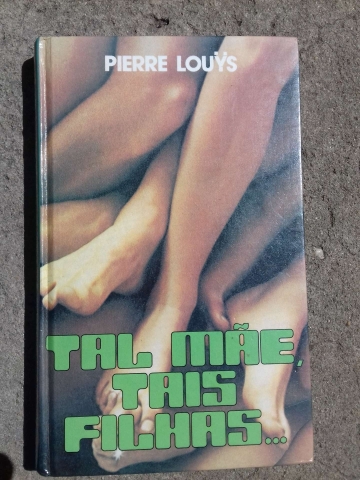 PIERRE LOUŸS
TAL MÃE,
TAIS
FILHAS...